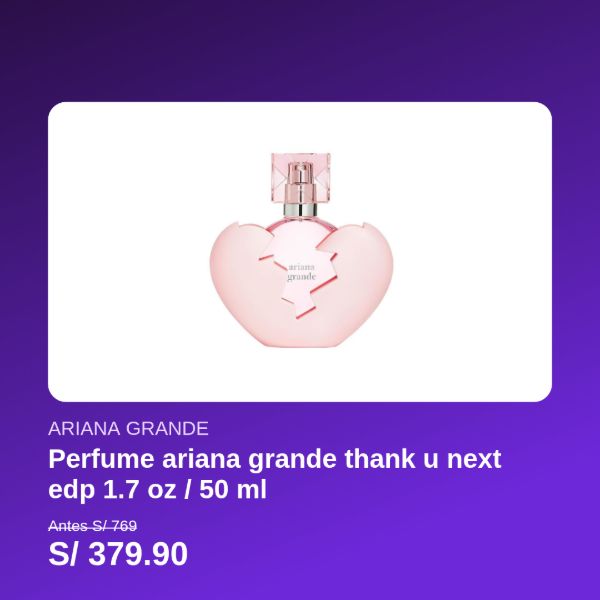 ariana
grande
ARIANA GRANDE
Perfume ariana grande thank u next
edp 1.7 oz / 50 ml
Antes S/ 769
S/ 379.90